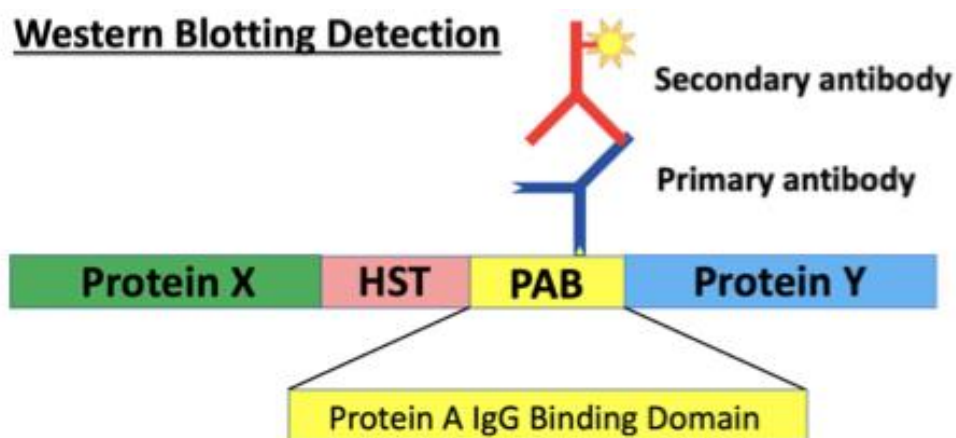 Western Blotting Detection
Secondary antibody
Primary antibody
Protein X HST PAB Protein Y
Protein A IgG Binding Domain